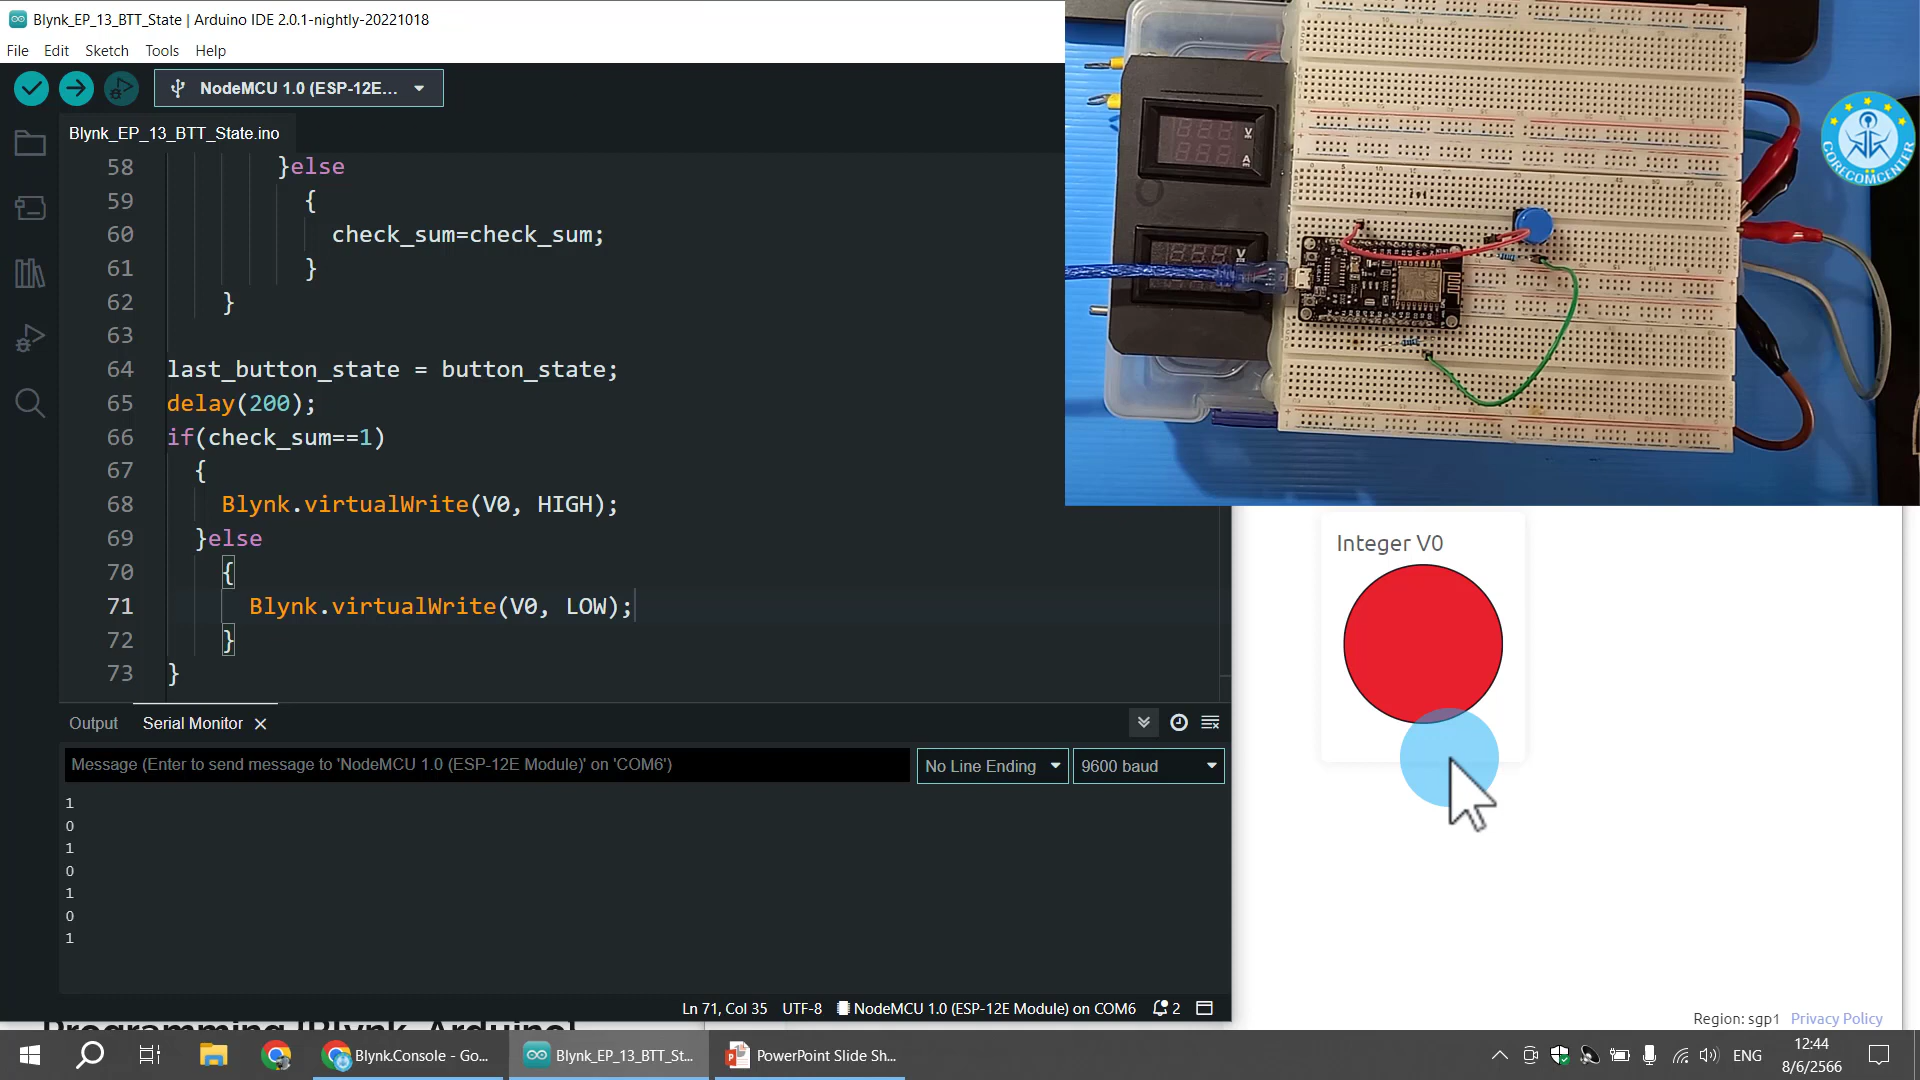 Blynk_EP_13_BTT_State | Arduino IDE 2.0.1-nightly-20221018
File Edit Sketch Tools Help
NodeMCU 1.0 (ESP-12E...
Blynk_EP_13_BTT_State.ino
58 }else
59 {
60 check_sum=check_sum;
61 }
62 }
63
64 last_button_state = button_state;
65 delay(200);
66 if(check_sum==1)
67 {
68 Blynk.virtualWrite(V0, HIGH);
69 }else
70 {
71 Blynk.virtualWrite(V0, LOW);
72 }
73 }
CORECOMCENTER
Integer V0
Output Serial Monitor
Message (Enter to send message to 'NodeMCU 1.0 (ESP-12E Module)' on 'COM6')
No Line Ending
9600 baud
1
0
1
0
1
0
1
Ln 71, Col 35 UTF-8 NodeMCU 1.0 (ESP-12E Module) on COM6 2
Programming [Blynk Arduino]
Region: sgp1 Privacy Policy
Blynk.Console - Go...
Blynk_EP_13_BTT_St...
PowerPoint Slide Sh...
ENG
12:44
8/6/2566